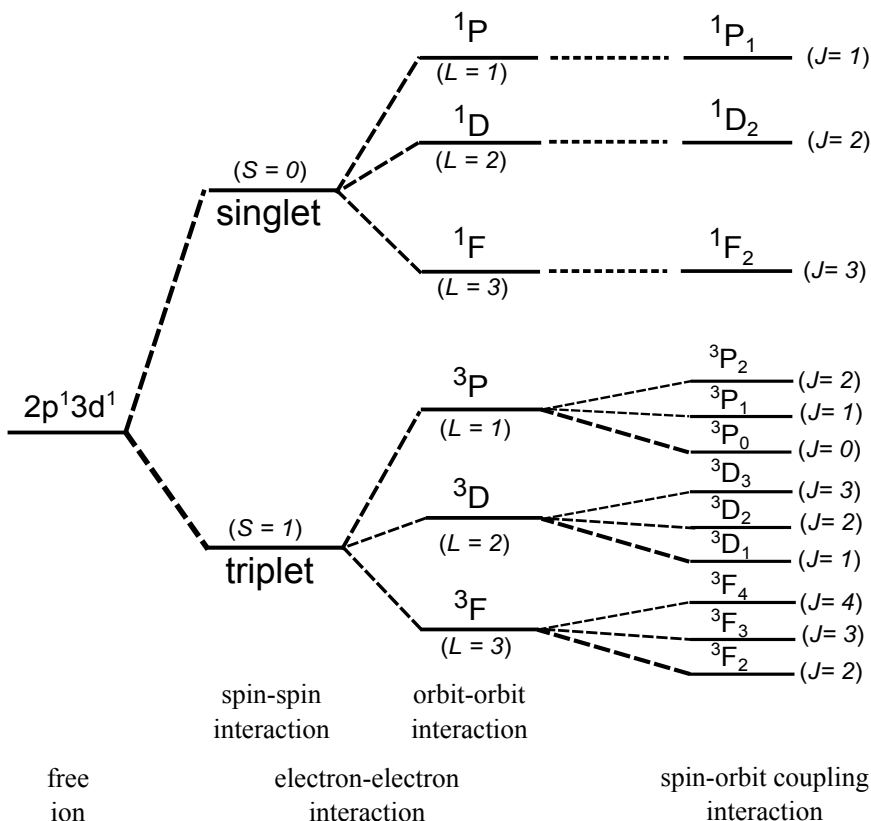 ¹P
(L = 1)
¹P₁
(J= 1)
¹D
(L = 2)
¹D₂
(J= 2)
(S = 0)
singlet
¹F
(L = 3)
¹F₂
(J= 3)
2p¹3d¹
³P
(L = 1)
³P₂
(J= 2)
³P₁
(J= 1)
³P₀
(J= 0)
(S = 1)
triplet
³D
(L = 2)
³D₃
(J= 3)
³D₂
(J= 2)
³D₁
(J= 1)
³F
(L = 3)
³F₄
(J= 4)
³F₃
(J= 3)
³F₂
(J= 2)
spin-spin
interaction
orbit-orbit
interaction
free
ion
electron-electron
interaction
spin-orbit coupling
interaction